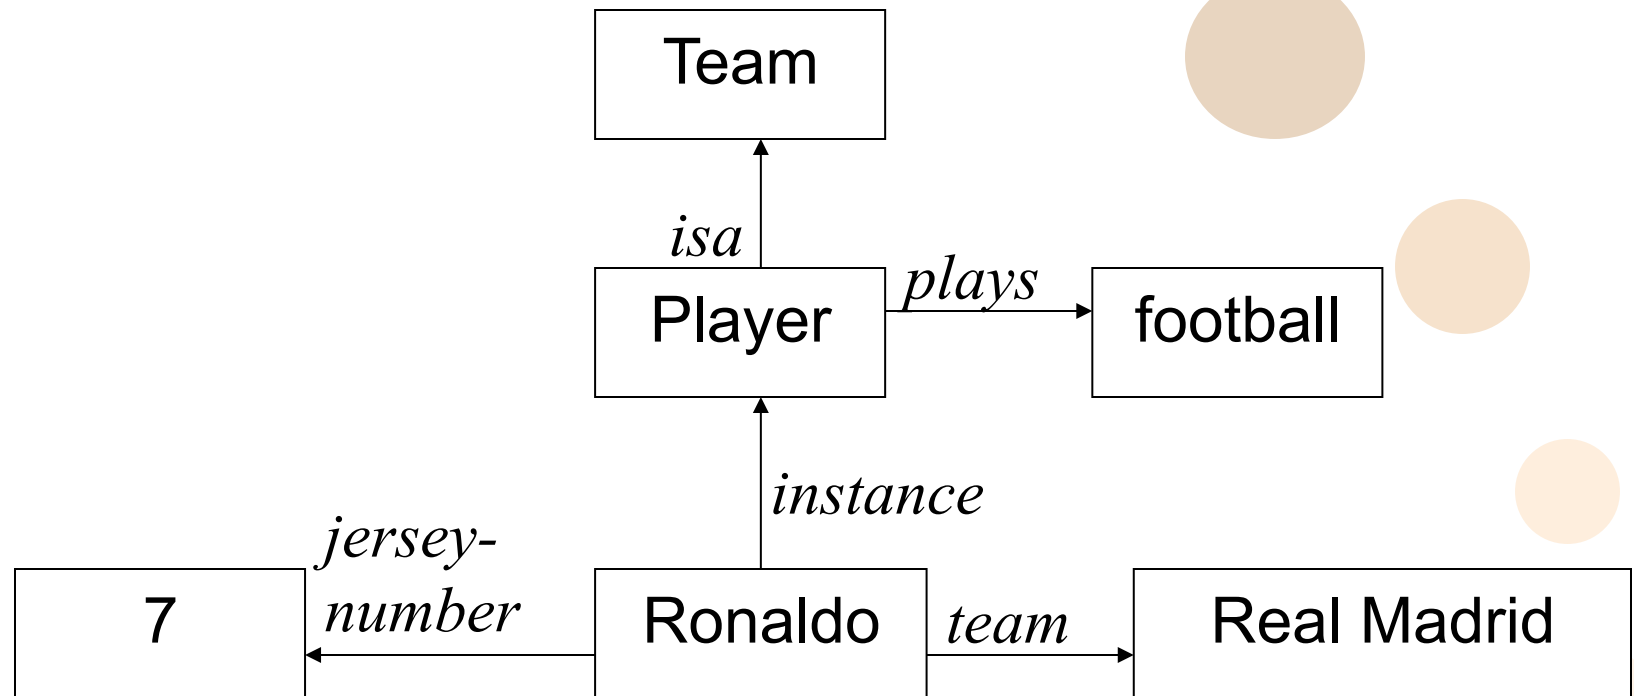 Team
isa
plays
Player
football
instance
jersey-
number
7
Ronaldo
team
Real Madrid